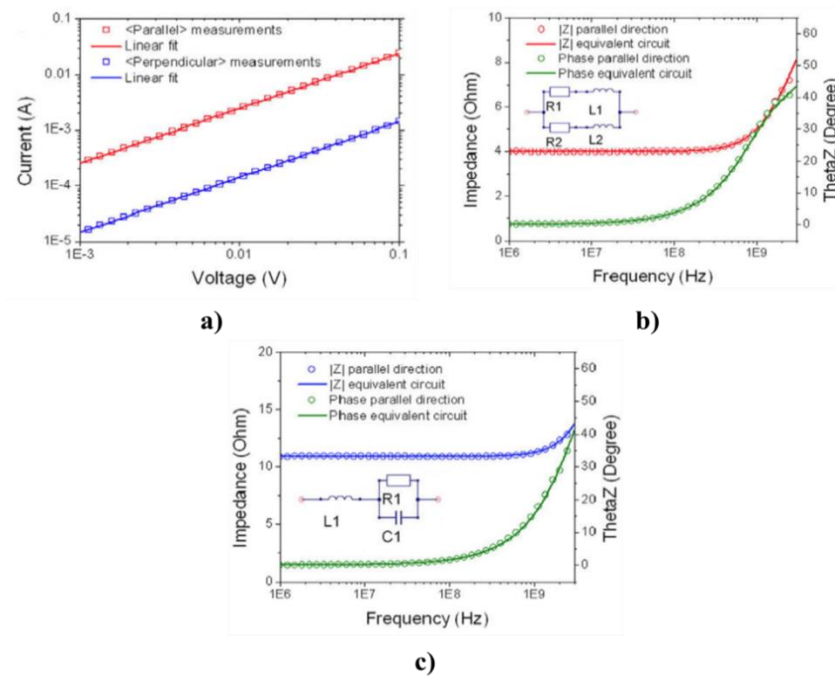 0.1
0.01
1E-3
1E-4
1E-5
Current (A)
<Parallel> measurements
Linear fit
<Perpendicular> measurements
Linear fit
1E-3
0.01
0.1
Voltage (V)
a)
10
8
6
4
2
0
Impedance (Ohm)
|Z| parallel direction
|Z| equivalent circuit
Phase parallel direction
Phase equivalent circuit
R1
L1
R2
L2
60
50
40
30
20
10
0
ThetaZ (Degree)
1E6
1E7
1E8
1E9
Frequency (Hz)
b)
20
15
10
5
0
Impedance (Ohm)
|Z| parallel direction
|Z| equivalent circuit
Phase parallel direction
Phase equivalent circuit
L1
R1
C1
60
50
40
30
20
10
0
ThetaZ (Degree)
1E6
1E7
1E8
1E9
Frequency (Hz)
c)